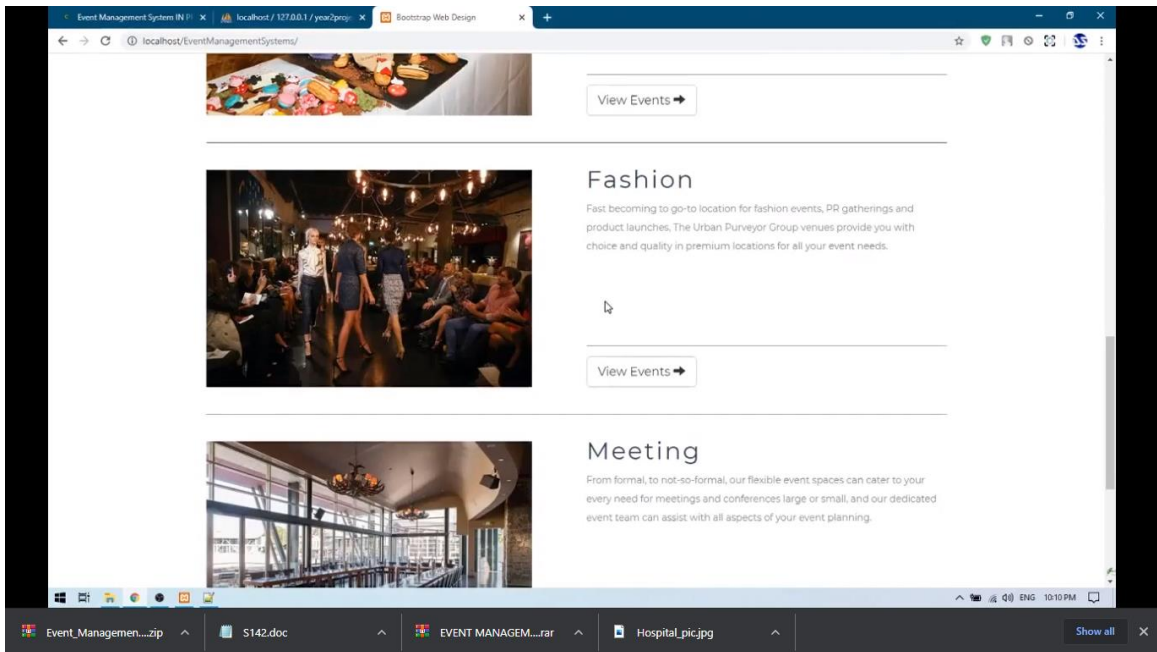 Event Management System IN P
localhost / 127.0.0.1 / year2proje
Bootstrap Web Design
localhost/EventManagementSystems/
View Events
Fashion
Fast becoming to go-to location for fashion events, PR gatherings and
product launches, The Urban Purveyor Group venues provide you with
choice and quality in premium locations for all your event needs.
View Events
Meeting
From formal, to not-so-formal, our flexible event spaces can cater to your
every need for meetings and conferences large or small, and our dedicated
event team can assist with all aspects of your event planning.
ENG 10:10 PM
Event_Managemen....zip
S142.doc
EVENT MANAGEM....rar
Hospital_pic.jpg
Show all